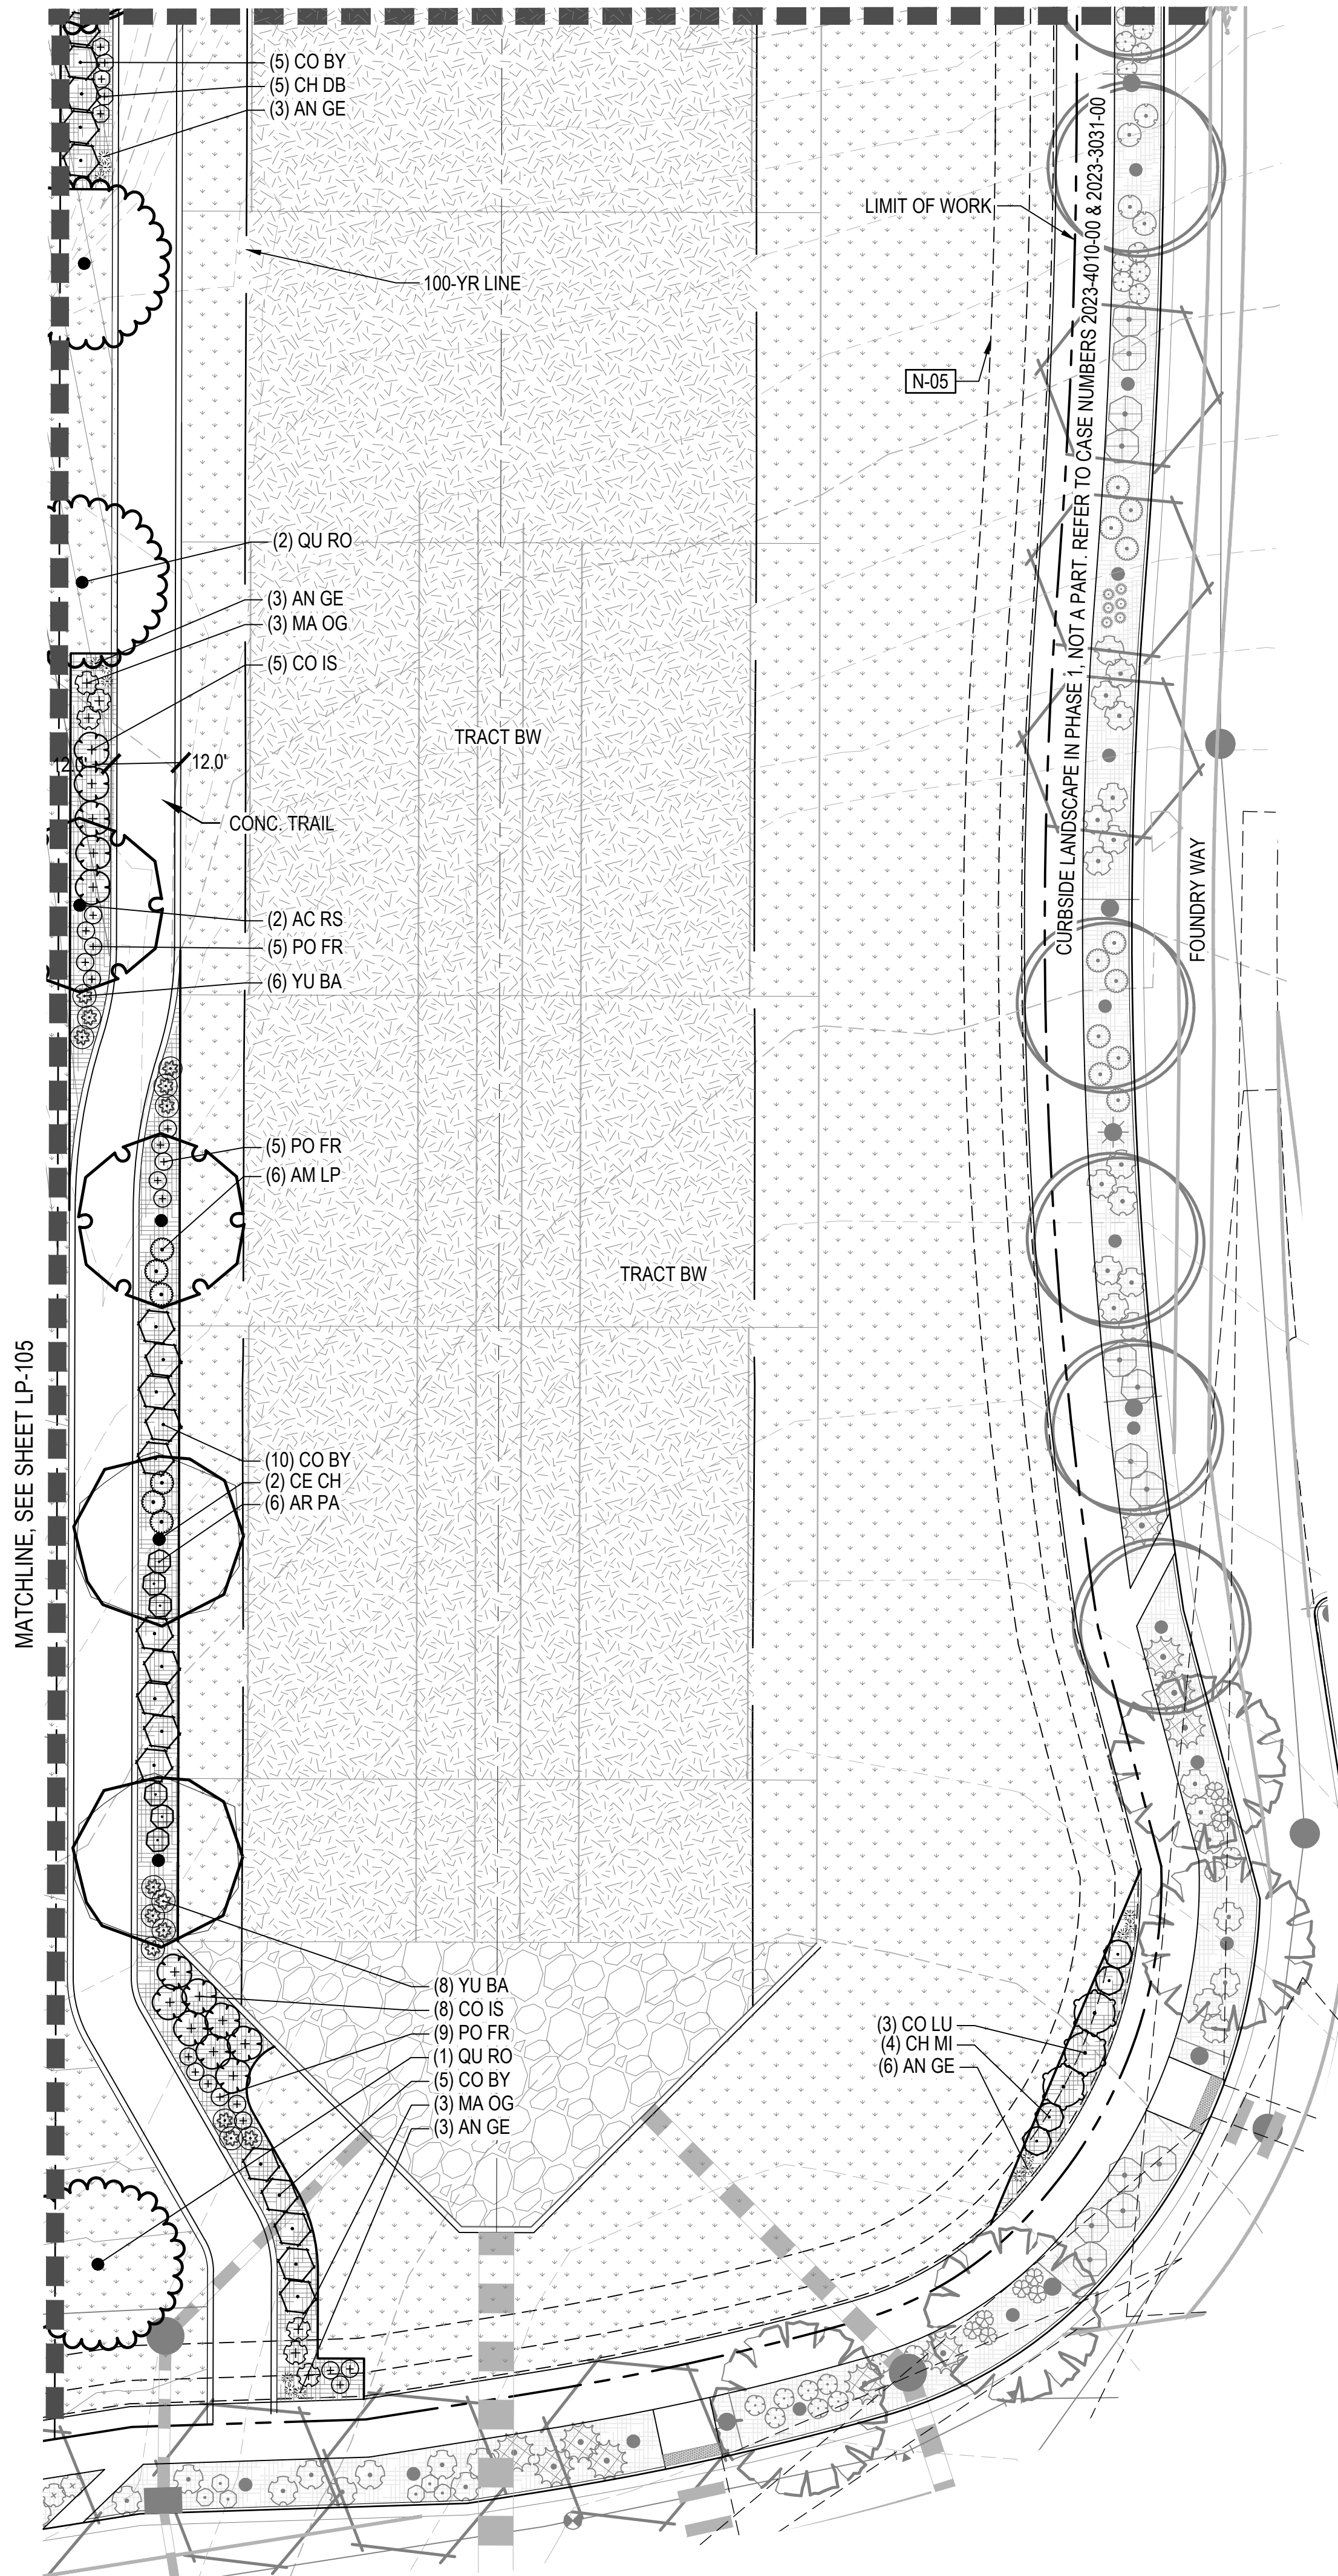 (5) CO BY
(5) CH DB
(3) AN GE
LIMIT OF WORK
100-YR LINE
N-05
CURBSIDE LANDSCAPE IN PHASE 1, NOT A PART. REFER TO CASE NUMBERS 2023-4010-00 & 2023-3031-00
(2) QU RO
(3) AN GE
(3) MA OG
(5) CO IS
TRACT BW
12.0'
12.0'
CONC. TRAIL
FOUNDRY WAY
(2) AC RS
(5) PO FR
(6) YU BA
(5) PO FR
(6) AM LP
TRACT BW
MATCHLINE, SEE SHEET LP-105
(10) CO BY
(2) CE CH
(6) AR PA
(8) YU BA
(8) CO IS
(9) PO FR
(1) QU RO
(5) CO BY
(3) MA OG
(3) AN GE
(3) CO LU
(4) CH MI
(6) AN GE